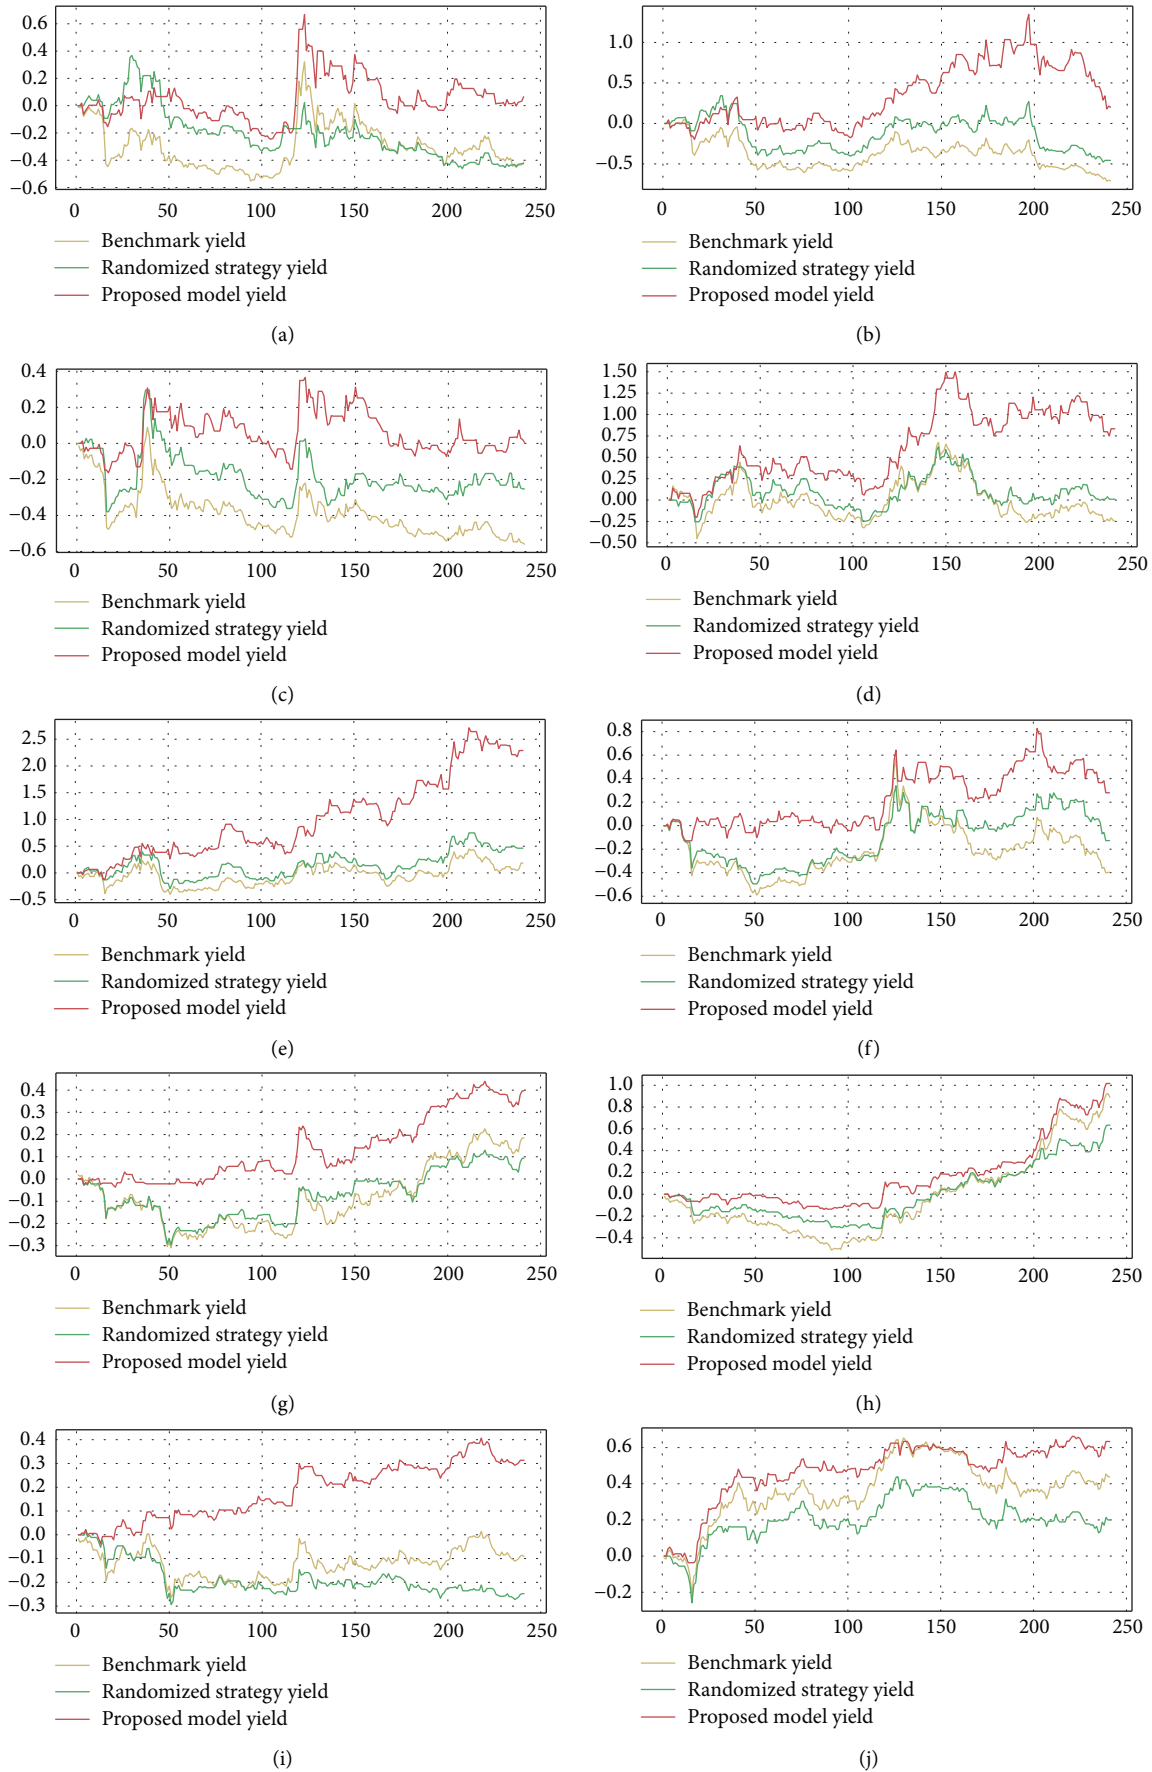 0.6
0.4
0.2
0.0
−0.2
−0.4
−0.6
0 50 100 150 200 250
Benchmark yield
Randomized strategy yield
Proposed model yield
(a)
1.0
0.5
0.0
−0.5
0 50 100 150 200 250
Benchmark yield
Randomized strategy yield
Proposed model yield
(b)
0.4
0.2
0.0
−0.2
−0.4
−0.6
0 50 100 150 200 250
Benchmark yield
Randomized strategy yield
Proposed model yield
(c)
1.50
1.25
1.00
0.75
0.50
0.25
0.00
−0.25
−0.50
0 50 100 150 200 250
Benchmark yield
Randomized strategy yield
Proposed model yield
(d)
2.5
2.0
1.5
1.0
0.5
0.0
−0.5
0 50 100 150 200 250
Benchmark yield
Randomized strategy yield
Proposed model yield
(e)
0.8
0.6
0.4
0.2
0.0
−0.2
−0.4
−0.6
0 50 100 150 200 250
Benchmark yield
Randomized strategy yield
Proposed model yield
(f)
0.4
0.3
0.2
0.1
0.0
−0.1
−0.2
−0.3
0 50 100 150 200 250
Benchmark yield
Randomized strategy yield
Proposed model yield
(g)
1.0
0.8
0.6
0.4
0.2
0.0
−0.2
−0.4
0 50 100 150 200 250
Benchmark yield
Randomized strategy yield
Proposed model yield
(h)
0.4
0.3
0.2
0.1
0.0
−0.1
−0.2
−0.3
0 50 100 150 200 250
Benchmark yield
Randomized strategy yield
Proposed model yield
(i)
0.6
0.4
0.2
0.0
−0.2
0 50 100 150 200 250
Benchmark yield
Randomized strategy yield
Proposed model yield
(j)